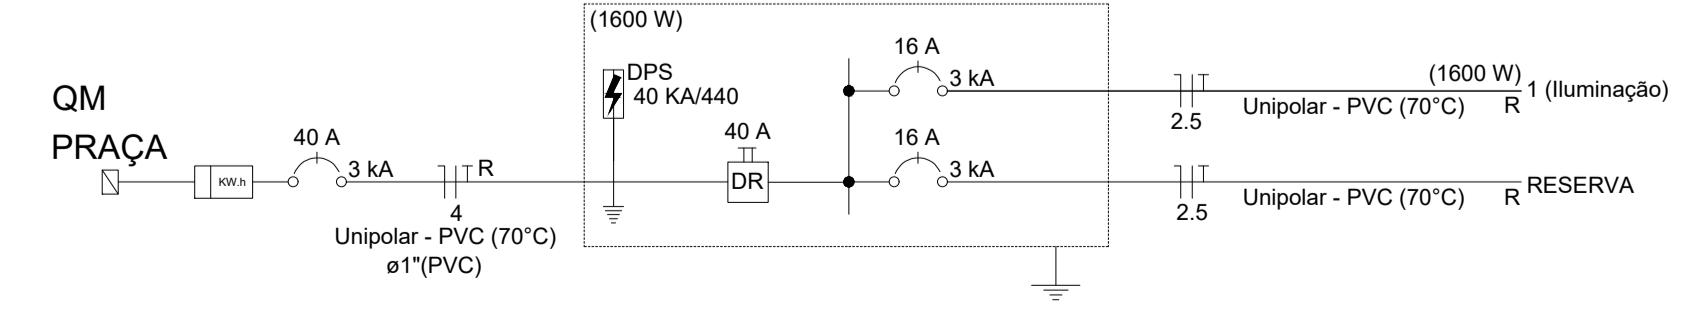 QM
PRAÇA
KW.h
40 A
3 kA
R
4
Unipolar - PVC (70°C)
ø1"(PVC)
(1600 W)
DPS
40 KA/440
40 A
DR
16 A
3 kA
2.5
(1600 W)
Unipolar - PVC (70°C)
R
1 (Iluminação)
16 A
3 kA
2.5
Unipolar - PVC (70°C)
R
RESERVA